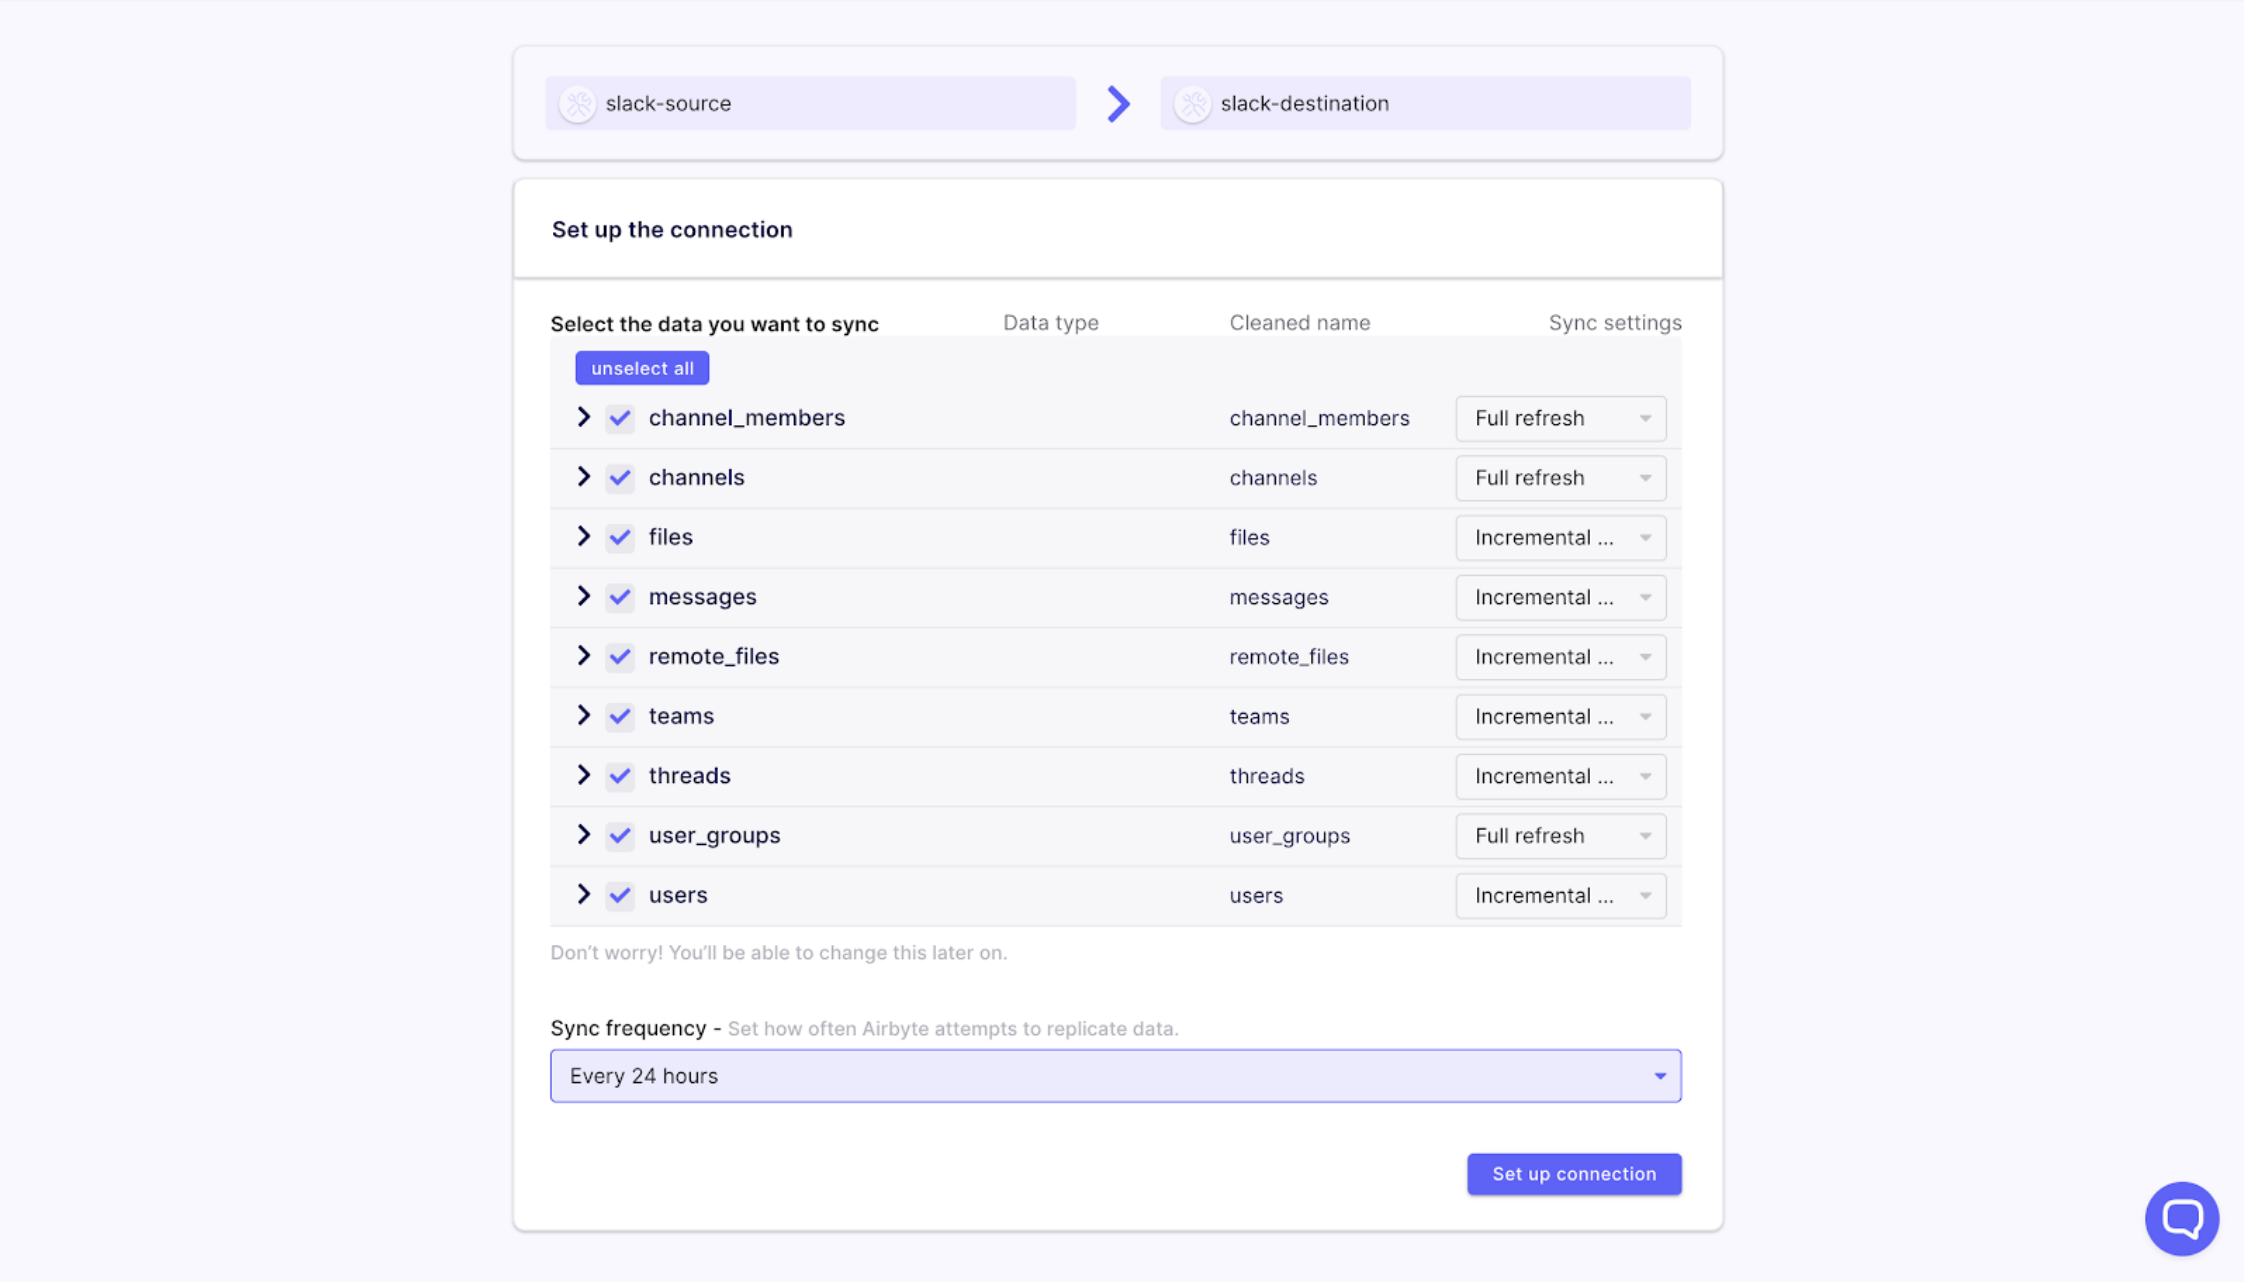 slack-source
slack-destination
Set up the connection
Select the data you want to sync Data type Cleaned name Sync settings
unselect all
channel_members channel_members Full refresh
channels channels Full refresh
files files Incremental ...
messages messages Incremental ...
remote_files remote_files Incremental ...
teams teams Incremental ...
threads threads Incremental ...
user_groups user_groups Full refresh
users users Incremental ...
Don’t worry! You’ll be able to change this later on.
Sync frequency - Set how often Airbyte attempts to replicate data.
Every 24 hours
Set up connection